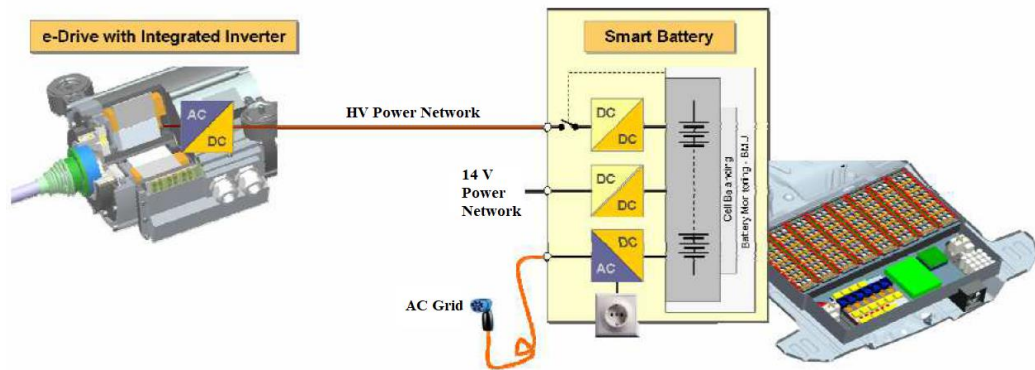 e-Drive with Integrated Inverter
Smart Battery
AC
DC
HV Power Network
DC
DC
14 V
Power
Network
DC
DC
DC
AC
AC Grid
Cell Balancing
Battery Monitoring - BMU